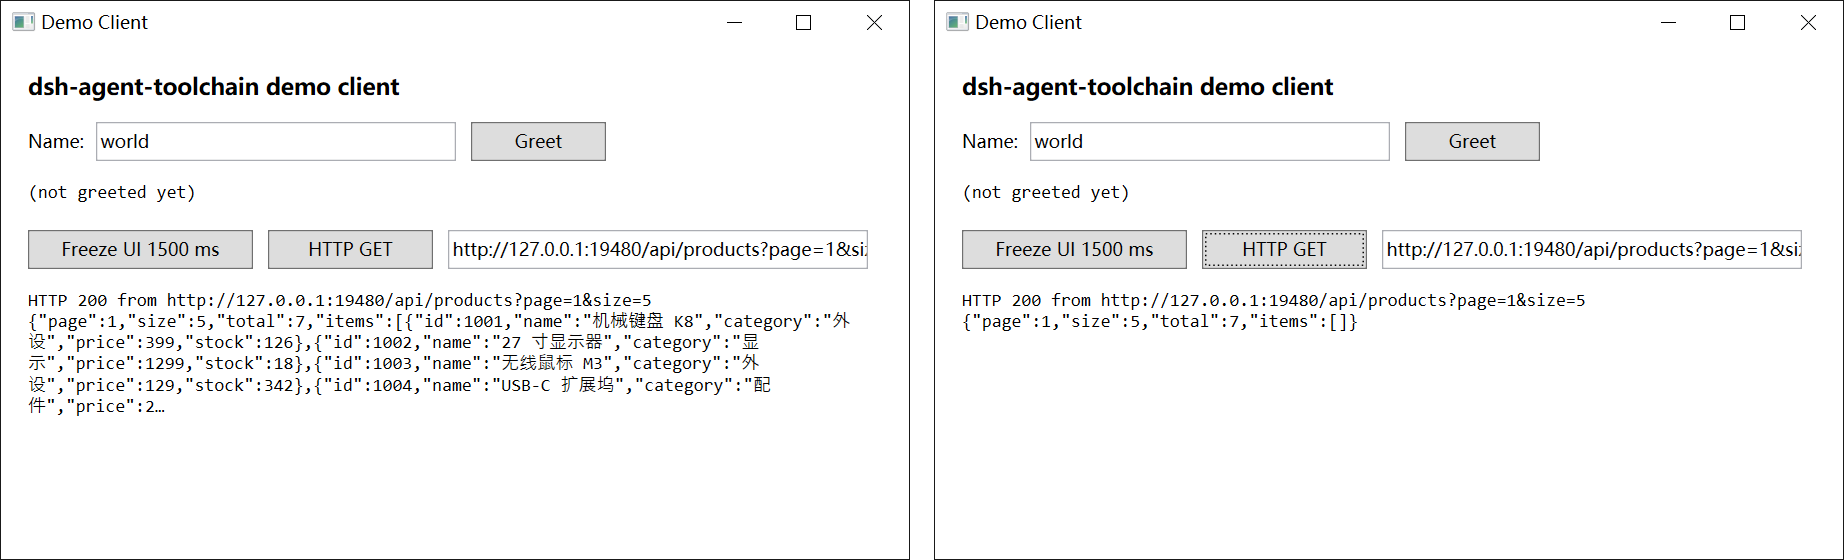 Demo Client
dsh-agent-toolchain demo client
Name: world Greet
(not greeted yet)
Freeze UI 1500 ms HTTP GET http://127.0.0.1:19480/api/products?page=1&si
HTTP 200 from http://127.0.0.1:19480/api/products?page=1&size=5
{"page":1,"size":5,"total":7,"items":[{"id":1001,"name":"机械键盘 K8","category":"外
设","price":399,"stock":126},{"id":1002,"name":"27 寸显示器","category":"显
示","price":1299,"stock":18},{"id":1003,"name":"无线鼠标 M3","category":"外
设","price":129,"stock":342},{"id":1004,"name":"USB-C 扩展坞","category":"配
件","price":2…
Demo Client
dsh-agent-toolchain demo client
Name: world Greet
(not greeted yet)
Freeze UI 1500 ms HTTP GET http://127.0.0.1:19480/api/products?page=1&si
HTTP 200 from http://127.0.0.1:19480/api/products?page=1&size=5
{"page":1,"size":5,"total":7,"items":[]}